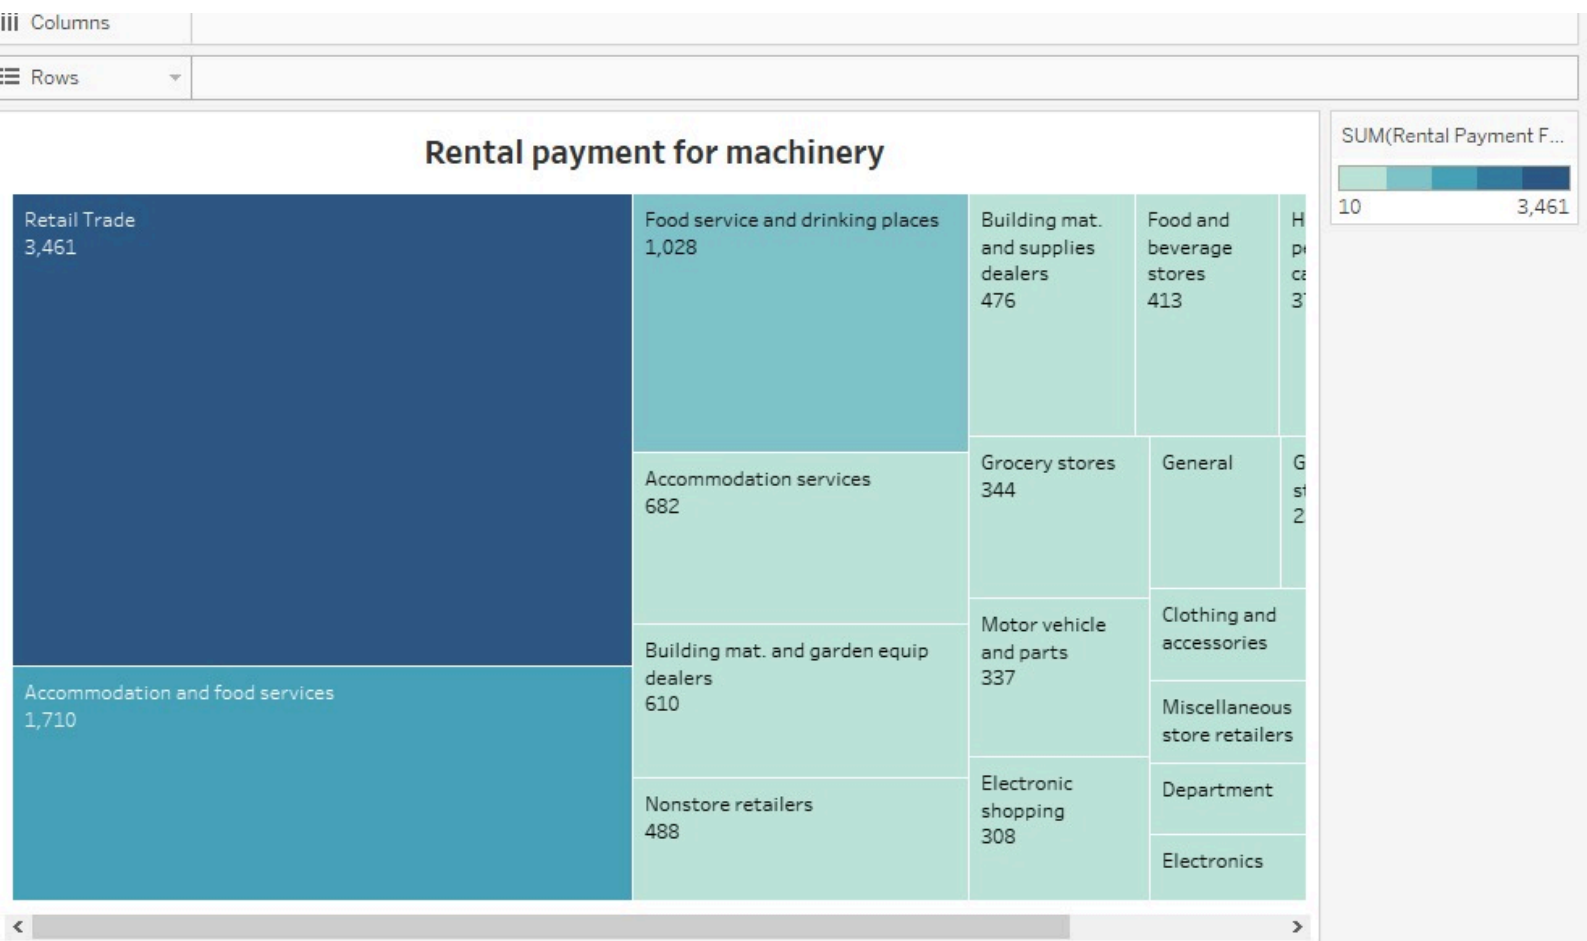 Columns
Rows
Rental payment for machinery
SUM(Rental Payment F...
10 3,461
Retail Trade
3,461
Accommodation and food services
1,710
Food service and drinking places
1,028
Accommodation services
682
Building mat. and garden equip
dealers
610
Nonstore retailers
488
Building mat.
and supplies
dealers
476
Food and
beverage
stores
413
Grocery stores
344
General
Motor vehicle
and parts
337
Electronic
shopping
308
Clothing and
accessories
Miscellaneous
store retailers
Department
Electronics